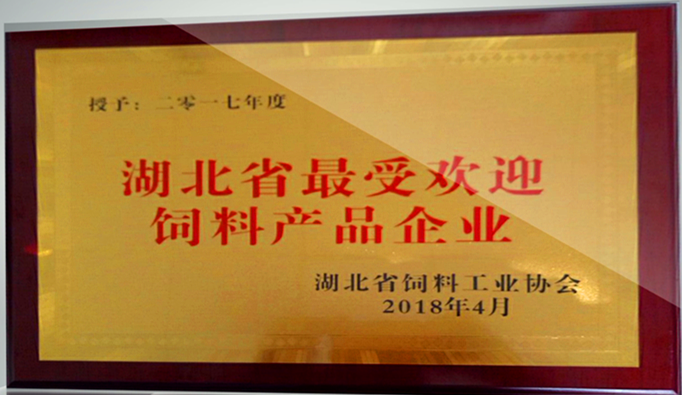 授予：二零一七年度
湖北省最受欢迎
饲料产品企业
湖北省饲料工业协会
2018年4月